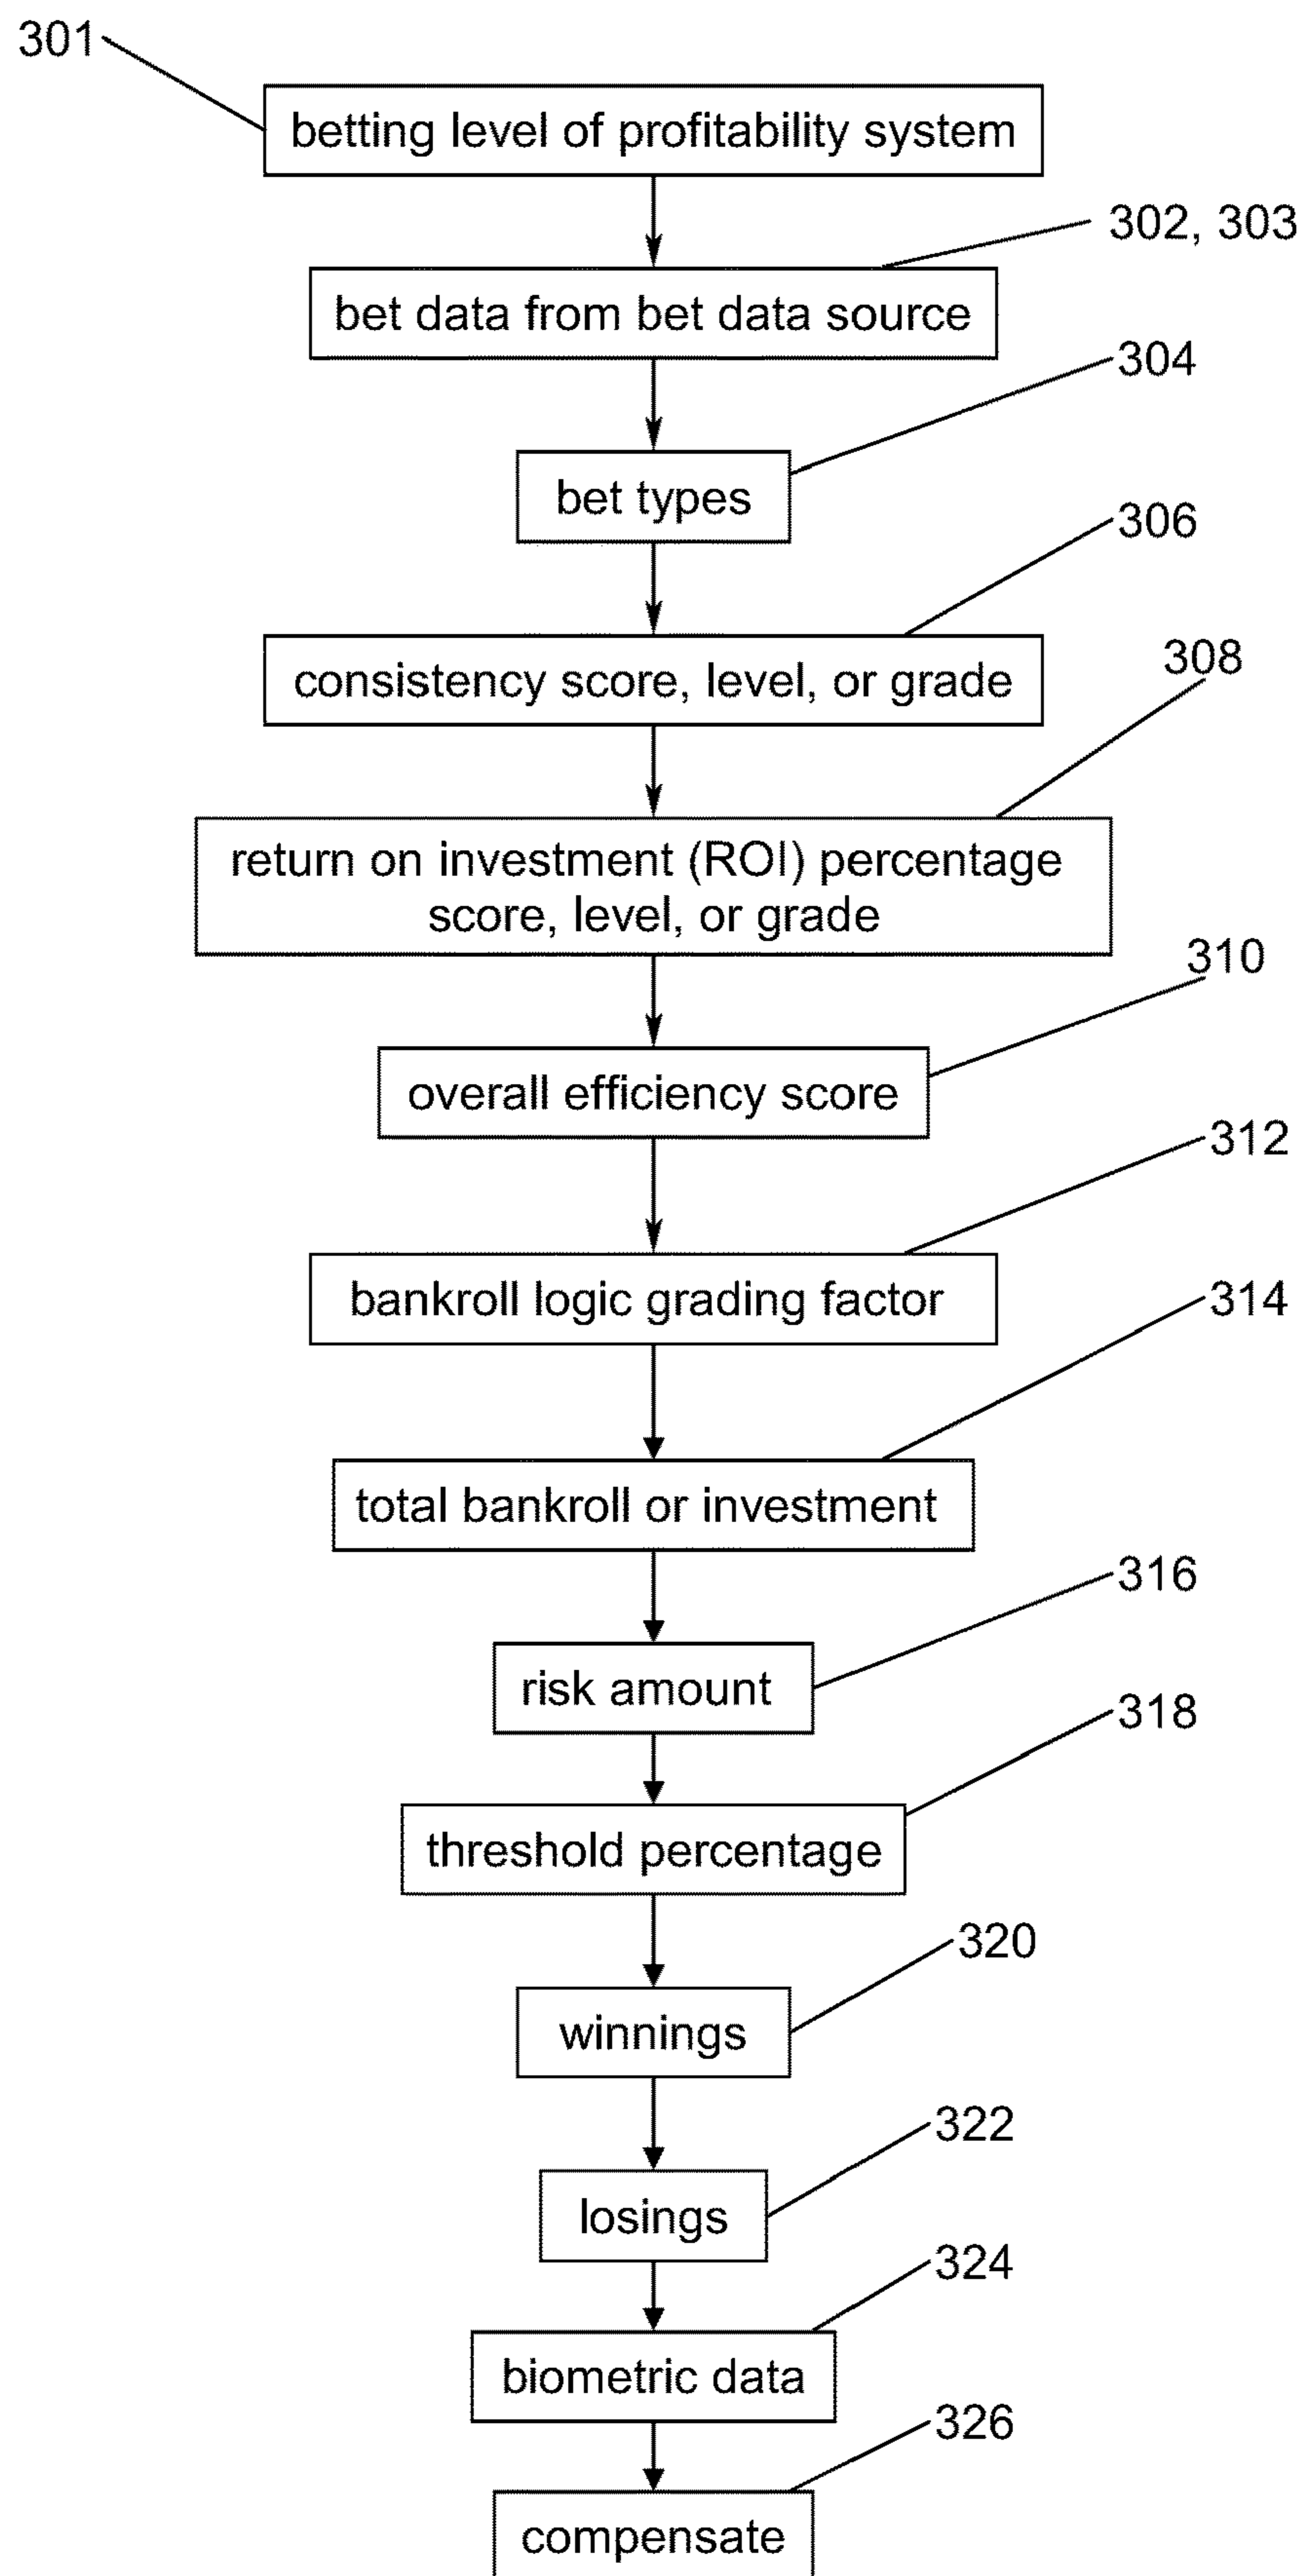 301
betting level of profitability system
302, 303
bet data from bet data source
304
bet types
306
consistency score, level, or grade
308
return on investment (ROI) percentage
score, level, or grade
310
overall efficiency score
312
bankroll logic grading factor
314
total bankroll or investment
316
risk amount
318
threshold percentage
320
winnings
322
losings
324
biometric data
326
compensate